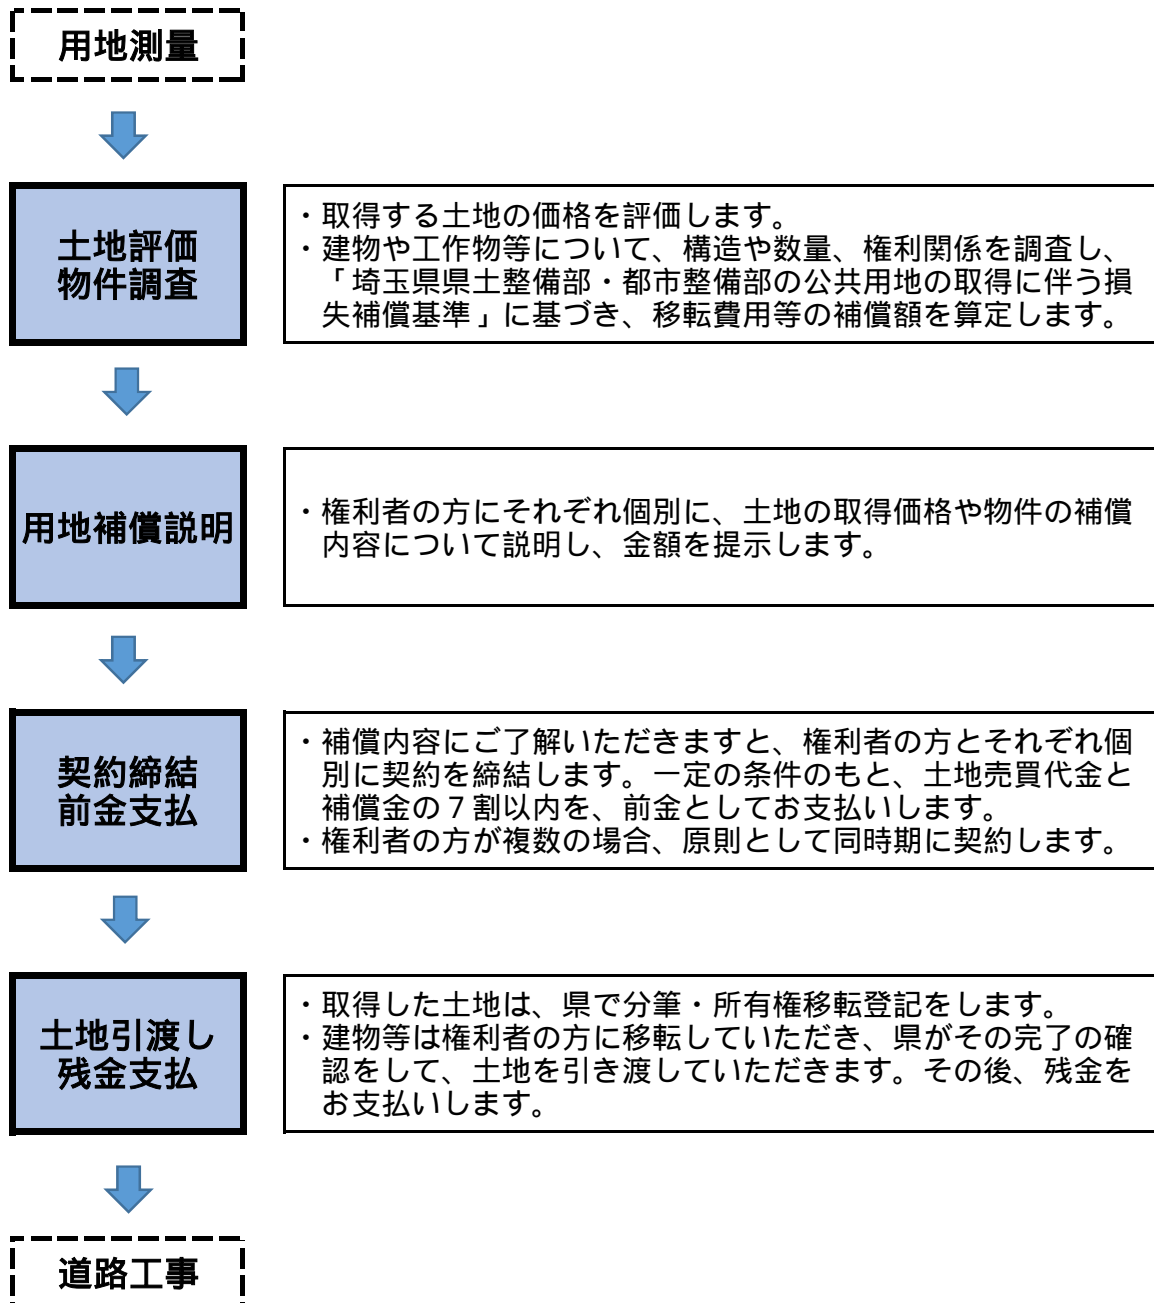 用地測量
土地評価
物件調査
・取得する土地の価格を評価します。
・建物や工作物等について、構造や数量、権利関係を調査し、
「埼玉県県土整備部・都市整備部の公共用地の取得に伴う損
失補償基準」に基づき、移転費用等の補償額を算定します。
用地補償説明
・権利者の方にそれぞれ個別に、土地の取得価格や物件の補償
内容について説明し、金額を提示します。
契約締結
前金支払
・補償内容にご了解いただきますと、権利者の方とそれぞれ個
別に契約を締結します。一定の条件のもと、土地売買代金と
補償金の７割以内を、前金としてお支払いします。
・権利者の方が複数の場合、原則として同時期に契約します。
土地引渡し
残金支払
・取得した土地は、県で分筆・所有権移転登記をします。
・建物等は権利者の方に移転していただき、県がその完了の確
認をして、土地を引き渡していただきます。その後、残金を
お支払いします。
道路工事